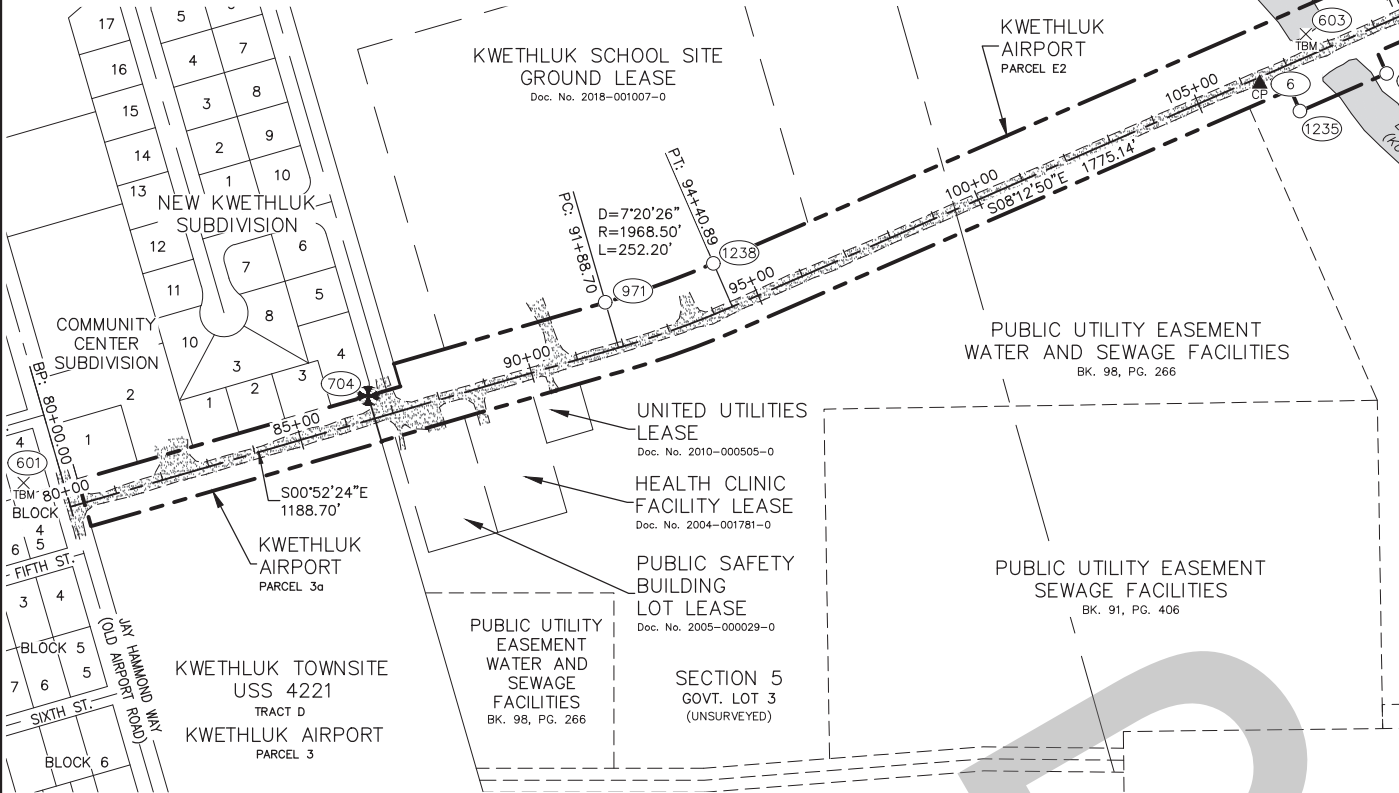 17
16
15
14
13
12
11
10
5
4
3
2
1
7
8
9
10
6
7
5
8
4
3
3
2
1
NEW KWETHLUK
SUBDIVISION
COMMUNITY
CENTER
SUBDIVISION
2
1
KWETHLUK SCHOOL SITE
GROUND LEASE
Doc. No. 2018-001007-0
KWETHLUK
AIRPORT
PARCEL E2
603
TBM
6
CP
1235
105+00
1775.14'
S08°12'50"E
100+00
PT: 94+40.89
1238
95+00
PC: 91+88.70
D=7°20'26"
R=1968.50'
L=252.20'
971
90+00
704
85+00
S00°52'24"E
1188.70'
BP: 80+00.00
80+00
4
601
TBM
BLOCK
4
6
5
FIFTH ST.
3
4
BLOCK 5
7
6
5
SIXTH ST.
BLOCK 6
JAY HAMMOND WAY
(OLD AIRPORT ROAD)
KWETHLUK
AIRPORT
PARCEL 3a
KWETHLUK TOWNSITE
USS 4221
TRACT D
KWETHLUK AIRPORT
PARCEL 3
UNITED UTILITIES
LEASE
Doc. No. 2010-000505-0
HEALTH CLINIC
FACILITY LEASE
Doc. No. 2004-001781-0
PUBLIC SAFETY
BUILDING
LOT LEASE
Doc. No. 2005-000029-0
PUBLIC UTILITY
EASEMENT
WATER AND
SEWAGE
FACILITIES
BK. 98, PG. 266
SECTION 5
GOVT. LOT 3
(UNSURVEYED)
PUBLIC UTILITY EASEMENT
WATER AND SEWAGE FACILITIES
BK. 98, PG. 266
PUBLIC UTILITY EASEMENT
SEWAGE FACILITIES
BK. 91, PG. 406